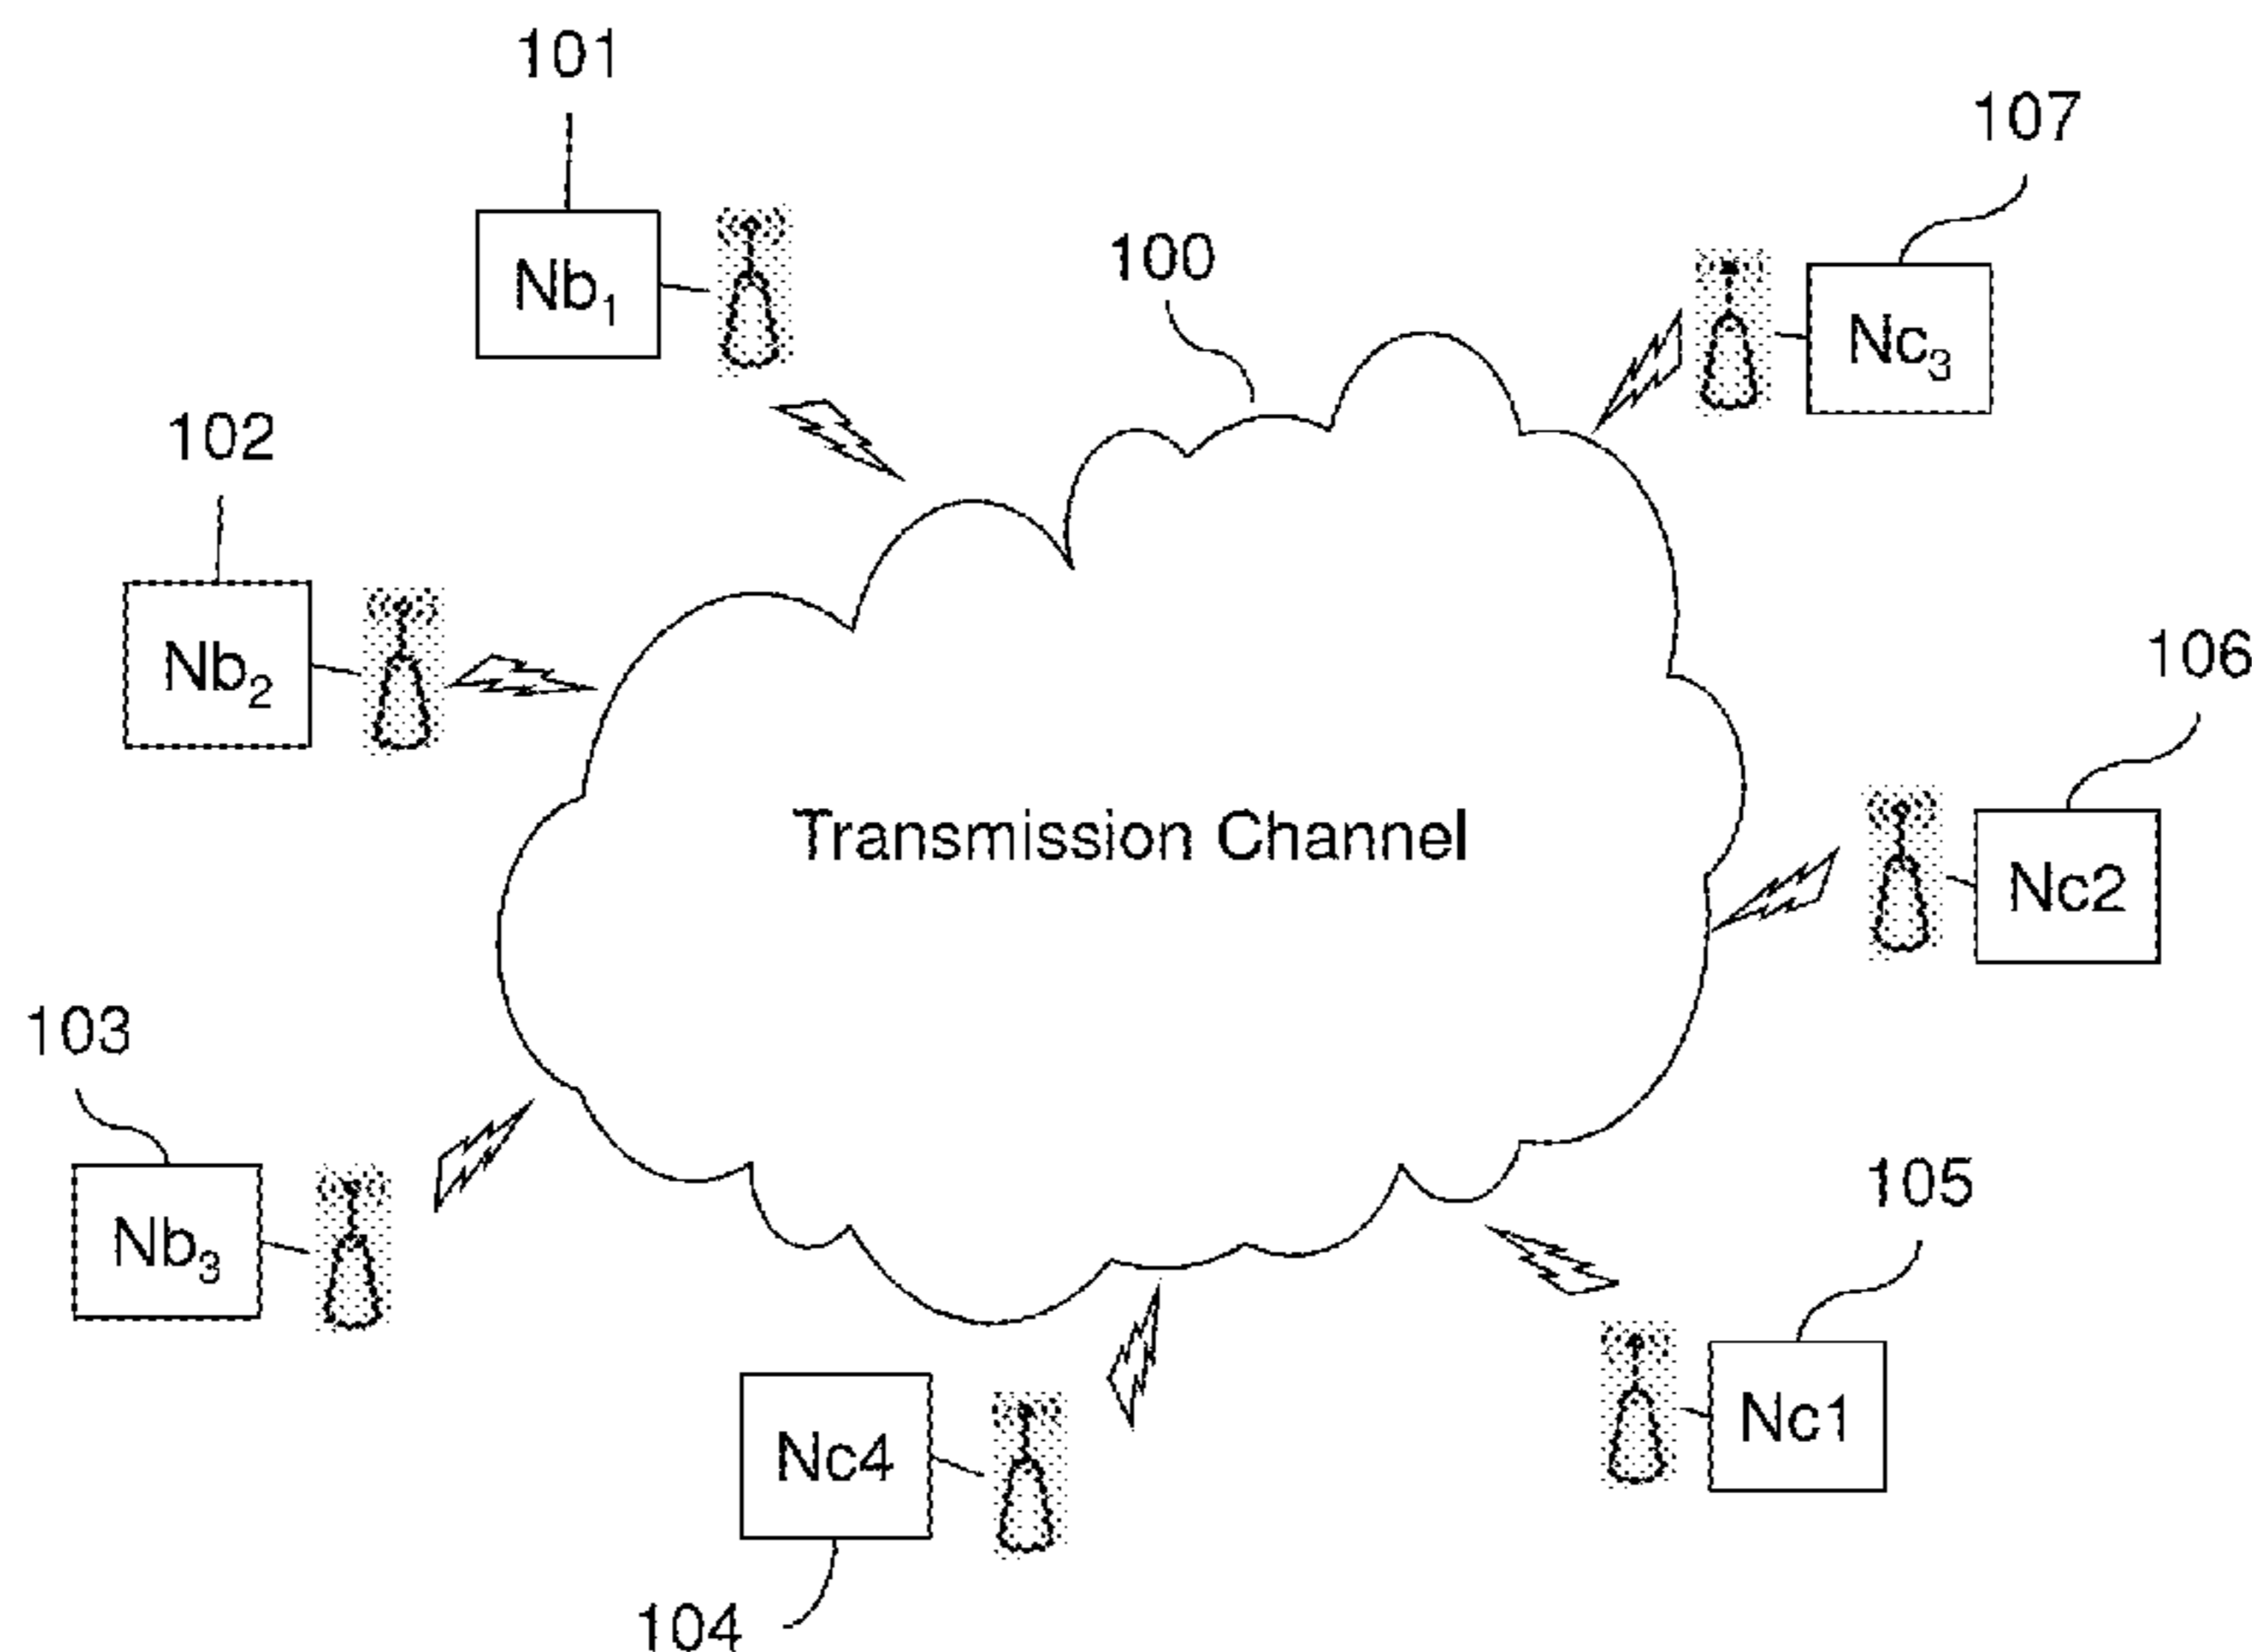 101
107
Nb₁
100
Nc₃
102
106
Nb₂
Transmission Channel
Nc2
103
105
Nb₃
Nc1
Nc4
104